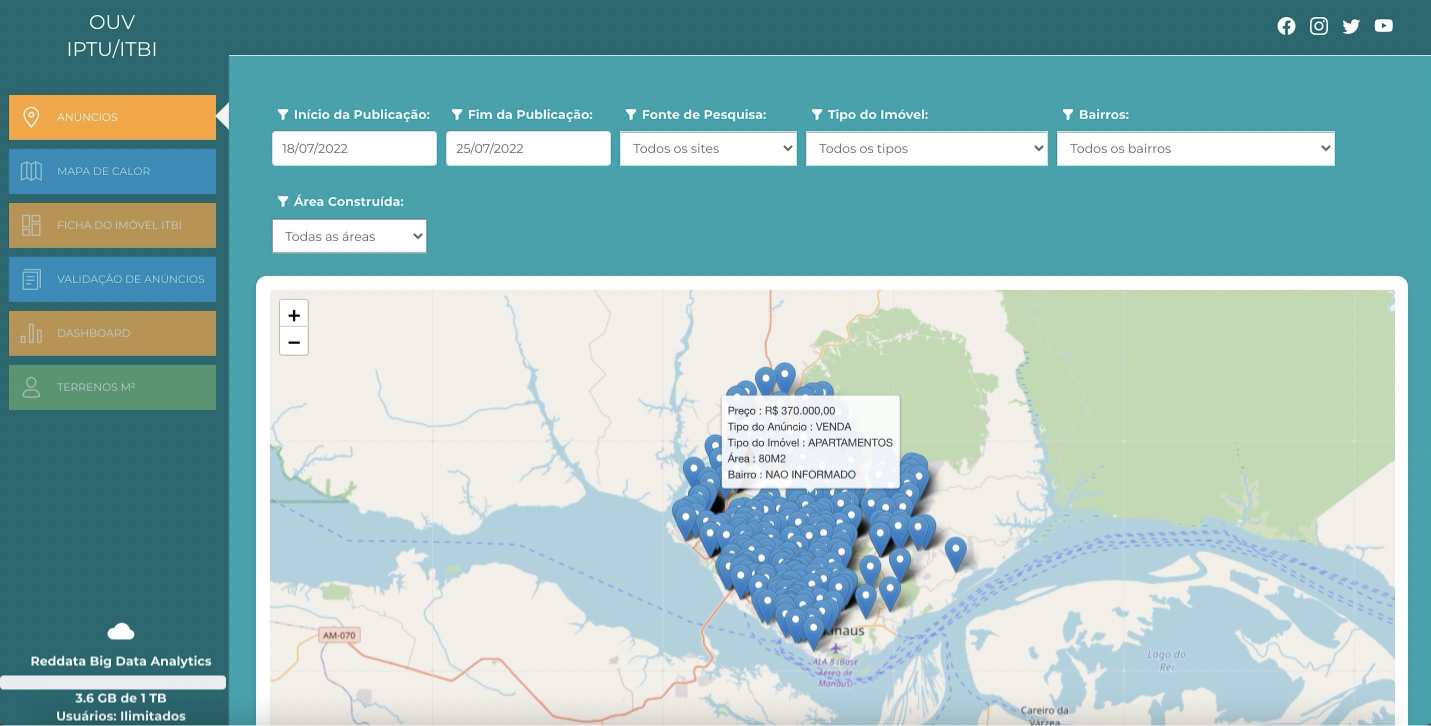 OUV
IPTU/ITBI
ANÚNCIOS
MAPA DE CALOR
FICHA DO IMÓVEL ITBI
VALIDAÇÃO DE ANÚNCIOS
DASHBOARD
TERRENOS M²
Reddata Big Data Analytics
3.6 GB de 1 TB
Usuários: Ilimitados
Início da Publicação:
18/07/2022
Fim da Publicação:
25/07/2022
Fonte de Pesquisa:
Todos os sites
Tipo do Imóvel:
Todos os tipos
Bairros:
Todos os bairros
Área Construída:
Todas as áreas
+
−
Preço : R$ 370.000,00
Tipo do Anúncio : VENDA
Tipo do Imóvel : APARTAMENTOS
Área : 80M2
Bairro : NAO INFORMADO
AM-070
ALA 8 (Base
Aérea de
Manaus)
Lago do
Rei
Careiro da
Várzea